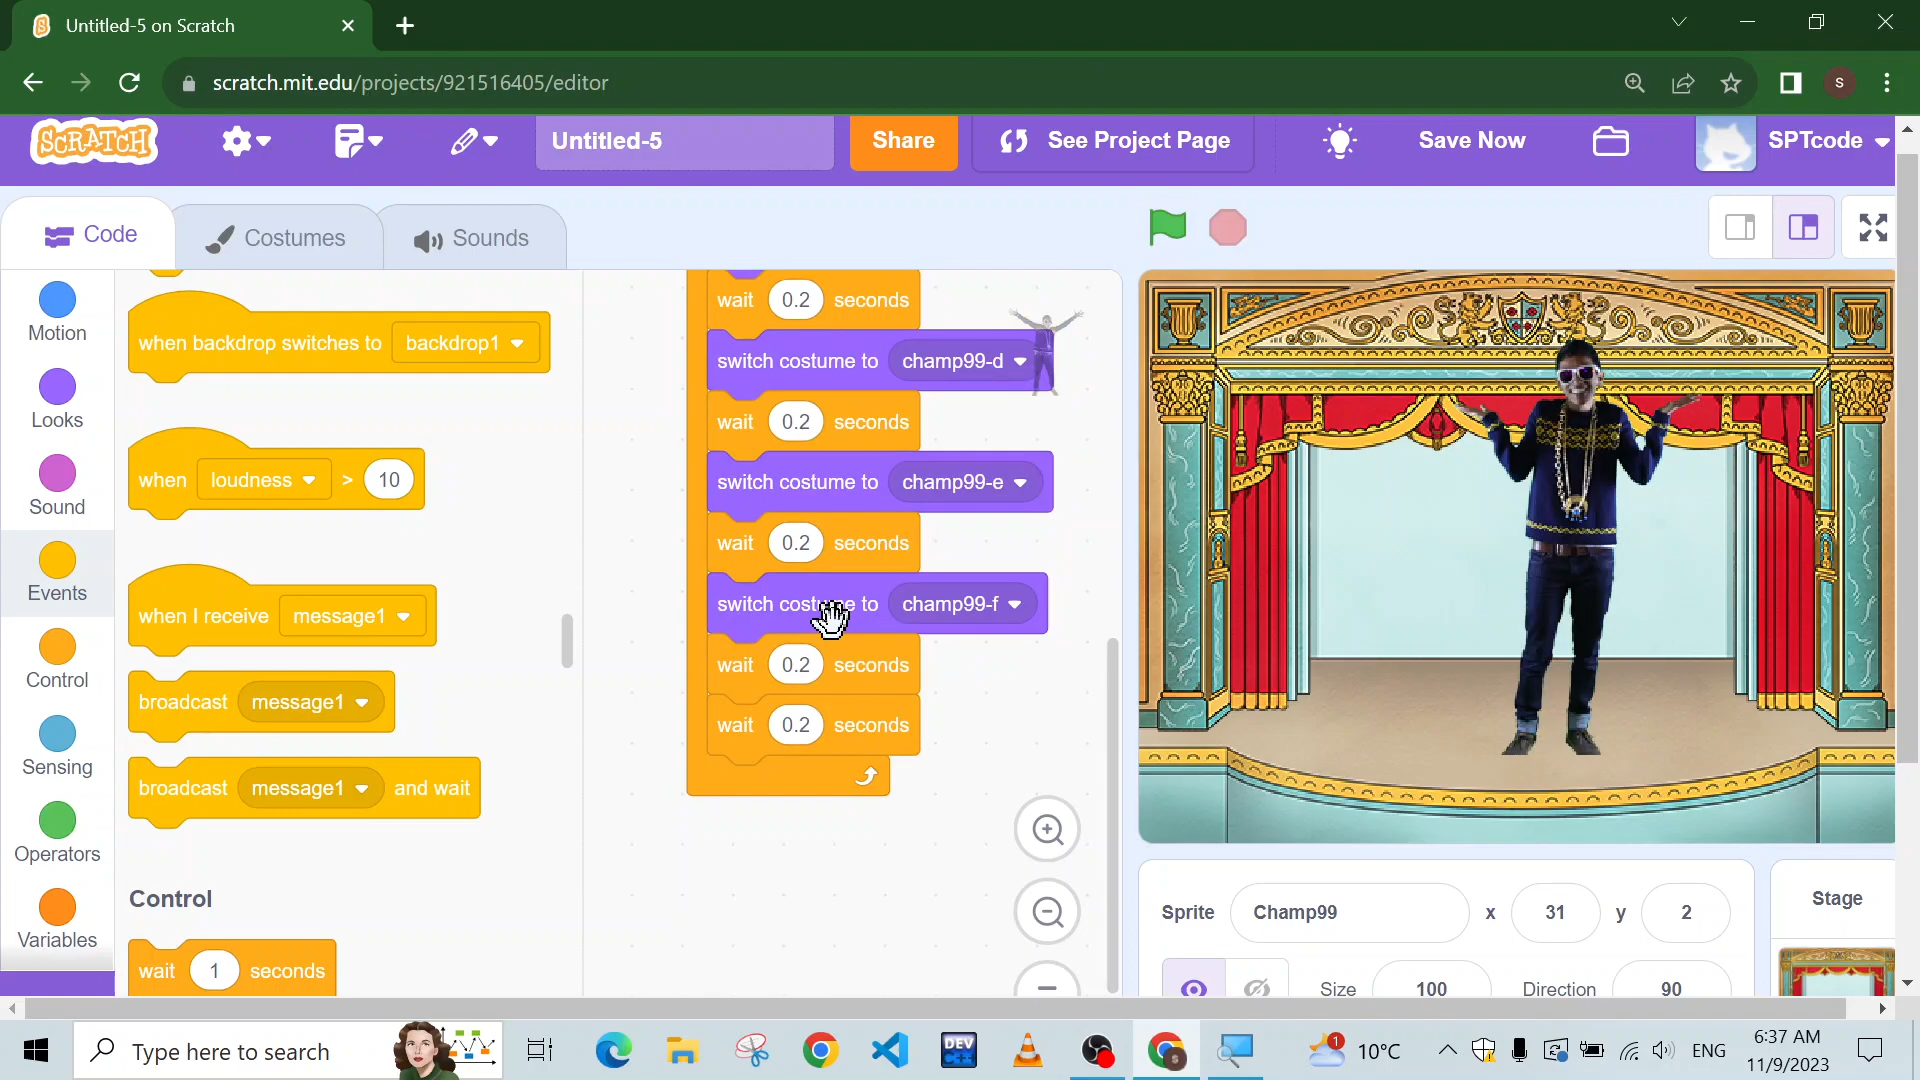 Untitled-5 on Scratch
scratch.mit.edu/projects/921516405/editor
S
SCRATCH
Untitled-5
Share
See Project Page
Save Now
SPTcode
Code
Costumes
Sounds
Motion
Looks
Sound
Events
Control
Sensing
Operators
Variables
when backdrop switches to backdrop1
when loudness > 10
when I receive message1
broadcast message1
broadcast message1 and wait
Control
wait 1 seconds
wait 0.2 seconds
switch costume to champ99-d
wait 0.2 seconds
switch costume to champ99-e
wait 0.2 seconds
switch costume to champ99-f
wait 0.2 seconds
wait 0.2 seconds
Sprite Champ99 x 31 y 2
Size 100 Direction 90
Stage
Type here to search
DEV
1
10°C
ENG
6:37 AM
11/9/2023